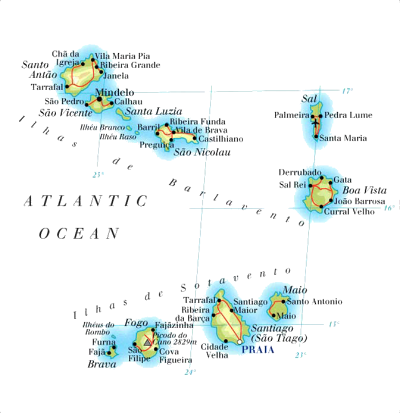 Chã da
Igreja
Vila Maria Pia
Ribeira Grande
Janela
Santo
Antão
Tarrafal
Mindelo
São Pedro
Calhau
São Vicente
Santa Luzia
Ilhéu Branco
Ilhéu Raso
Ribeira Funda
Vila de Brava
Castilhiano
Preguiça
São Nicolau
Sal
Palmeira
Pedra Lume
Santa Maria
17°
25°
Ilhas de Barlavento
Derrubado
Gata
Sal Rei
Boa Vista
João Barrosa
Curral Velho
16°
ATLANTIC
OCEAN
Ilhas de Sotavento
Maio
Santo Antonio
Maio
Tarrafal
Santiago
Maior
Ribeira
da Barça
Santiago
(São Tiago)
Cidade
Velha
PRAIA
15°
Ilhéus do
Rombo
Fogo
Fajãzinha
Picodo do
Cano 2829m
Furna
Fajã
São
Filipe
Cova
Figueira
Brava
24°
23°